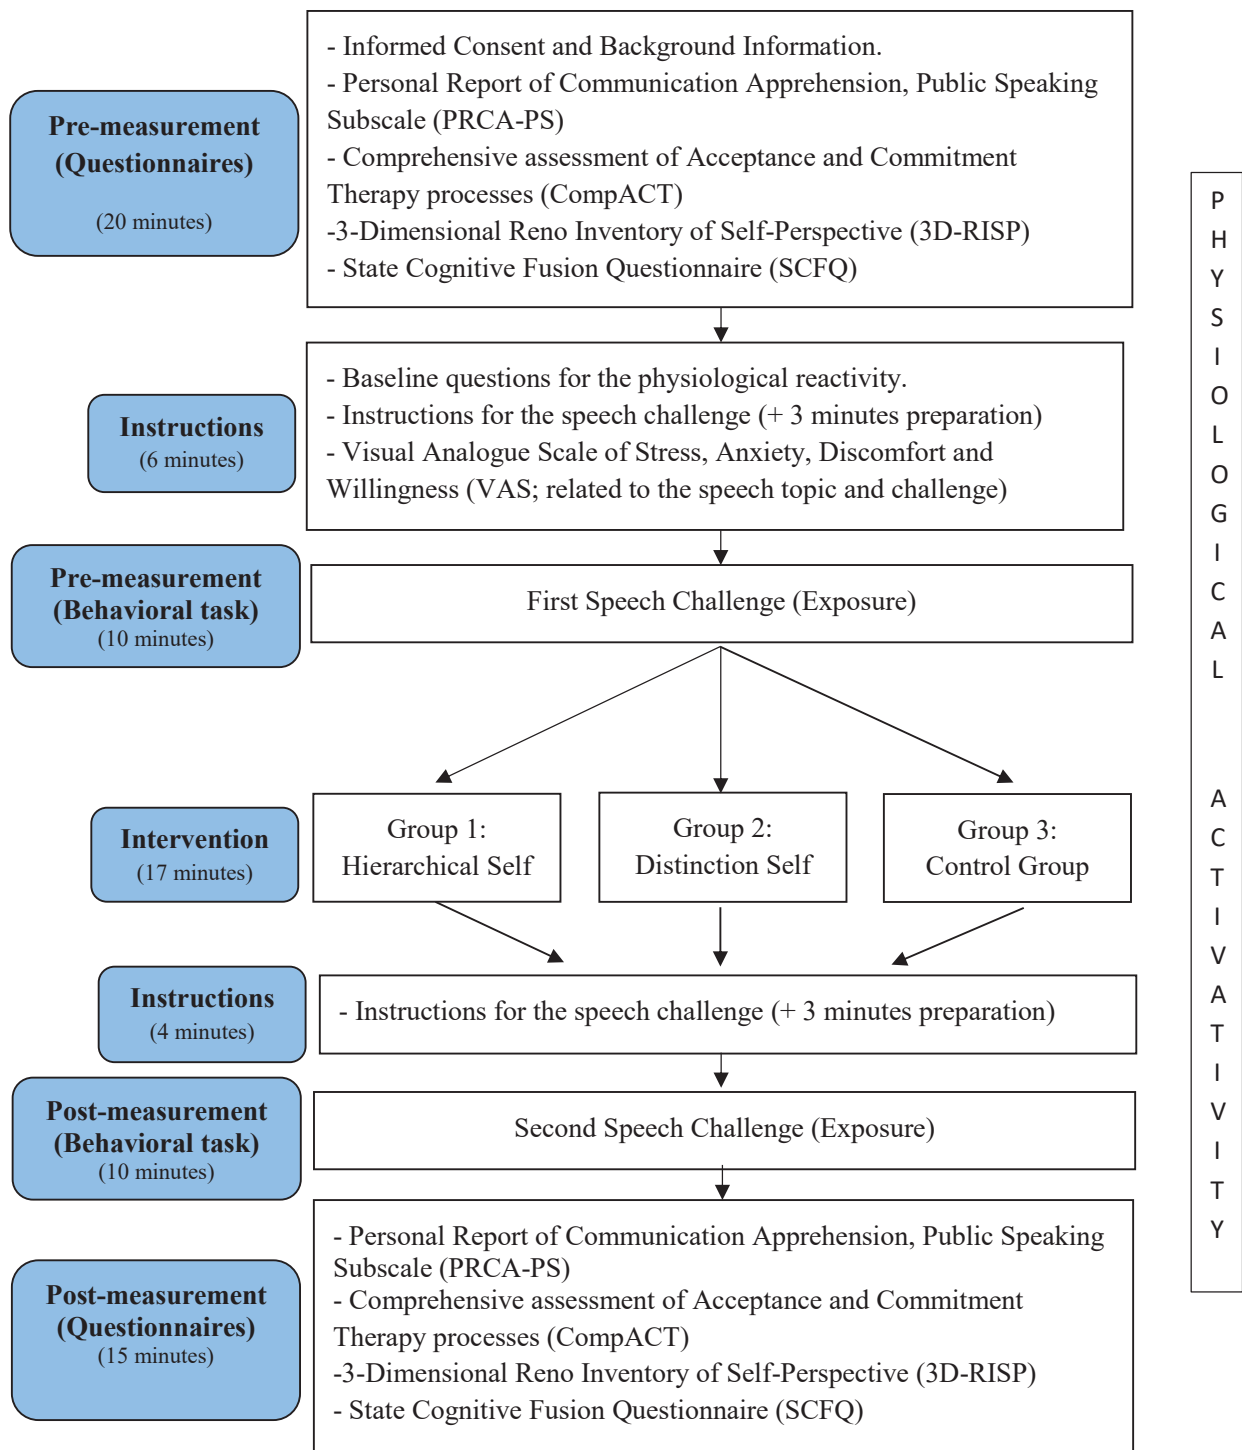 Pre-measurement
(Questionnaires)
(20 minutes)
- Informed Consent and Background Information.
- Personal Report of Communication Apprehension, Public Speaking
Subscale (PRCA-PS)
- Comprehensive assessment of Acceptance and Commitment
Therapy processes (CompACT)
-3-Dimensional Reno Inventory of Self-Perspective (3D-RISP)
- State Cognitive Fusion Questionnaire (SCFQ)
Instructions
(6 minutes)
- Baseline questions for the physiological reactivity.
- Instructions for the speech challenge (+ 3 minutes preparation)
- Visual Analogue Scale of Stress, Anxiety, Discomfort and
Willingness (VAS; related to the speech topic and challenge)
Pre-measurement
(Behavioral task)
(10 minutes)
First Speech Challenge (Exposure)
Intervention
(17 minutes)
Group 1:
Hierarchical Self
Group 2:
Distinction Self
Group 3:
Control Group
Instructions
(4 minutes)
- Instructions for the speech challenge (+ 3 minutes preparation)
Post-measurement
(Behavioral task)
(10 minutes)
Second Speech Challenge (Exposure)
Post-measurement
(Questionnaires)
(15 minutes)
- Personal Report of Communication Apprehension, Public Speaking
Subscale (PRCA-PS)
- Comprehensive assessment of Acceptance and Commitment
Therapy processes (CompACT)
-3-Dimensional Reno Inventory of Self-Perspective (3D-RISP)
- State Cognitive Fusion Questionnaire (SCFQ)
PHYSIOLOGICAL ACTIVATIVITY